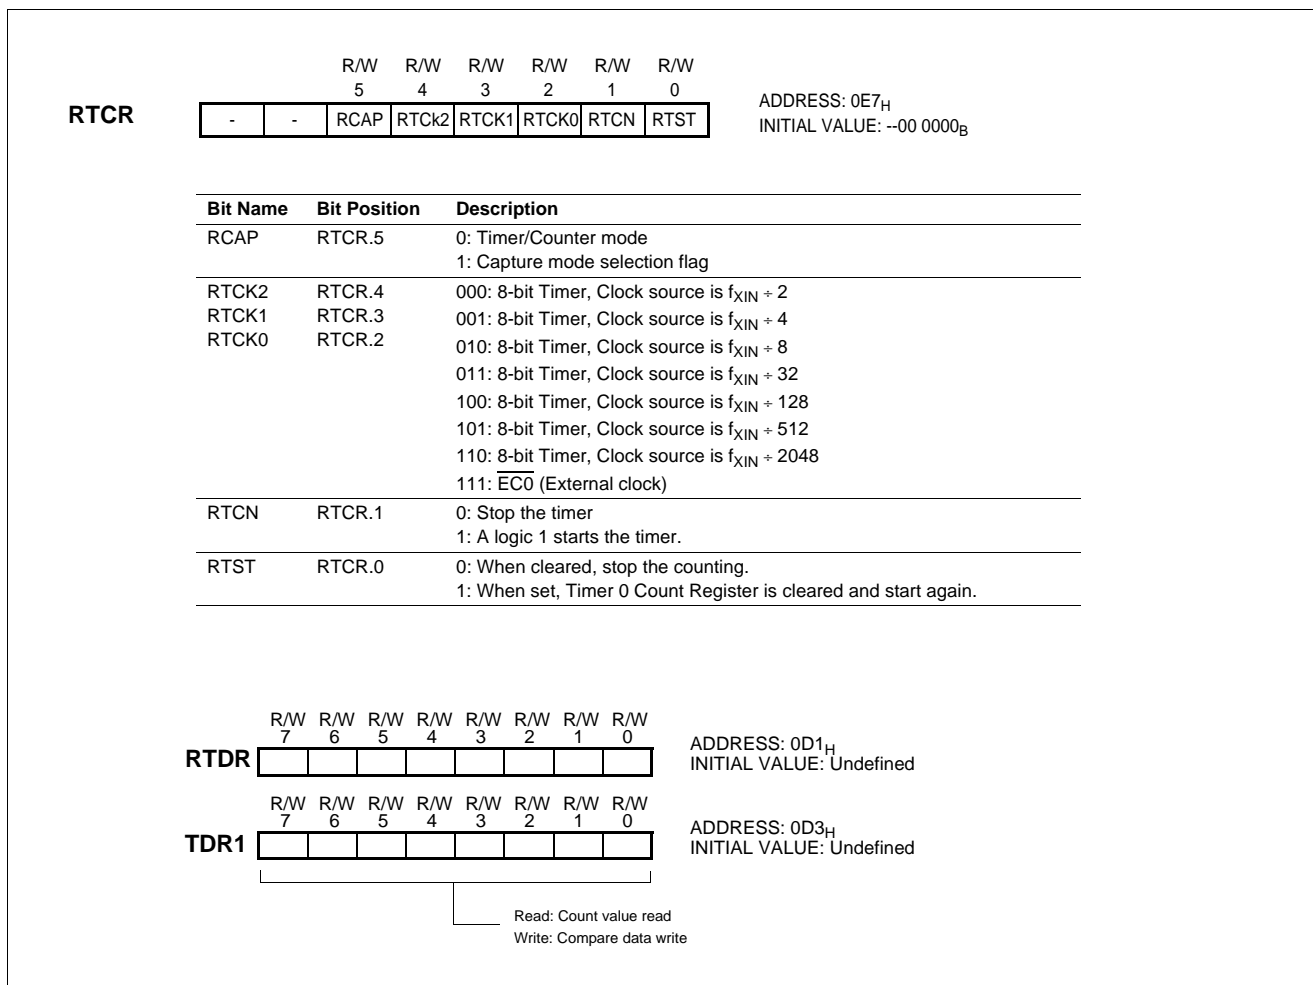 R/W R/W R/W R/W R/W R/W
5 4 3 2 1 0
RTCR - - RCAP RTCk2 RTCK1 RTCK0 RTCN RTST
ADDRESS: 0E7H
INITIAL VALUE: --00 0000B
Bit Name Bit Position Description
RCAP RTCR.5 0: Timer/Counter mode
1: Capture mode selection flag
RTCK2 RTCR.4 000: 8-bit Timer, Clock source is fXIN ÷ 2
RTCK1 RTCR.3 001: 8-bit Timer, Clock source is fXIN ÷ 4
RTCK0 RTCR.2 010: 8-bit Timer, Clock source is fXIN ÷ 8
011: 8-bit Timer, Clock source is fXIN ÷ 32
100: 8-bit Timer, Clock source is fXIN ÷ 128
101: 8-bit Timer, Clock source is fXIN ÷ 512
110: 8-bit Timer, Clock source is fXIN ÷ 2048
111: EC0 (External clock)
RTCN RTCR.1 0: Stop the timer
1: A logic 1 starts the timer.
RTST RTCR.0 0: When cleared, stop the counting.
1: When set, Timer 0 Count Register is cleared and start again.
R/W R/W R/W R/W R/W R/W R/W R/W
7 6 5 4 3 2 1 0
RTDR
ADDRESS: 0D1H
INITIAL VALUE: Undefined
R/W R/W R/W R/W R/W R/W R/W R/W
7 6 5 4 3 2 1 0
TDR1
ADDRESS: 0D3H
INITIAL VALUE: Undefined
Read: Count value read
Write: Compare data write